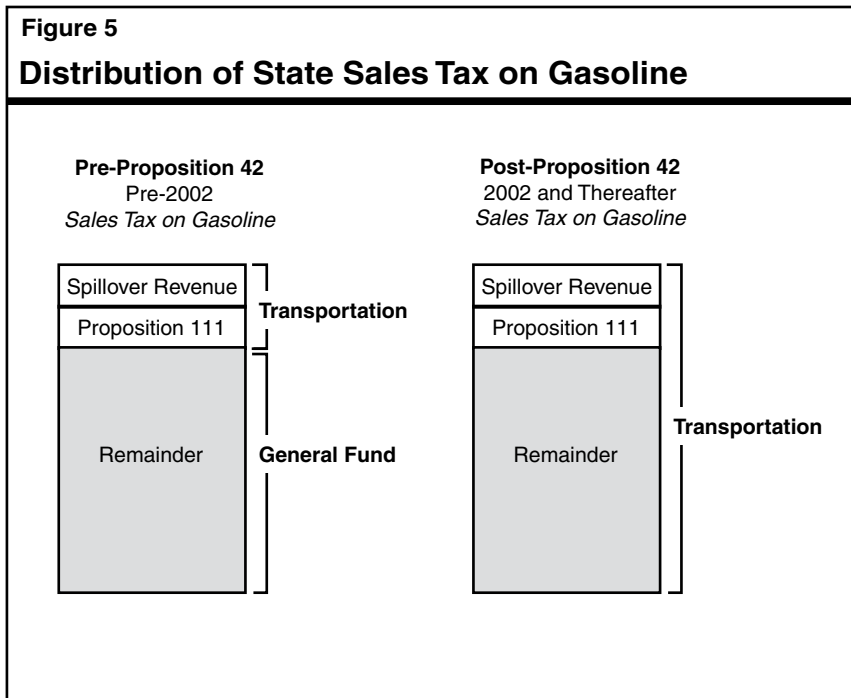 Figure 5
Distribution of State Sales Tax on Gasoline
Pre-Proposition 42
Pre-2002
Sales Tax on Gasoline
Spillover Revenue
Proposition 111
Transportation
Remainder
General Fund
Post-Proposition 42
2002 and Thereafter
Sales Tax on Gasoline
Spillover Revenue
Proposition 111
Remainder
Transportation